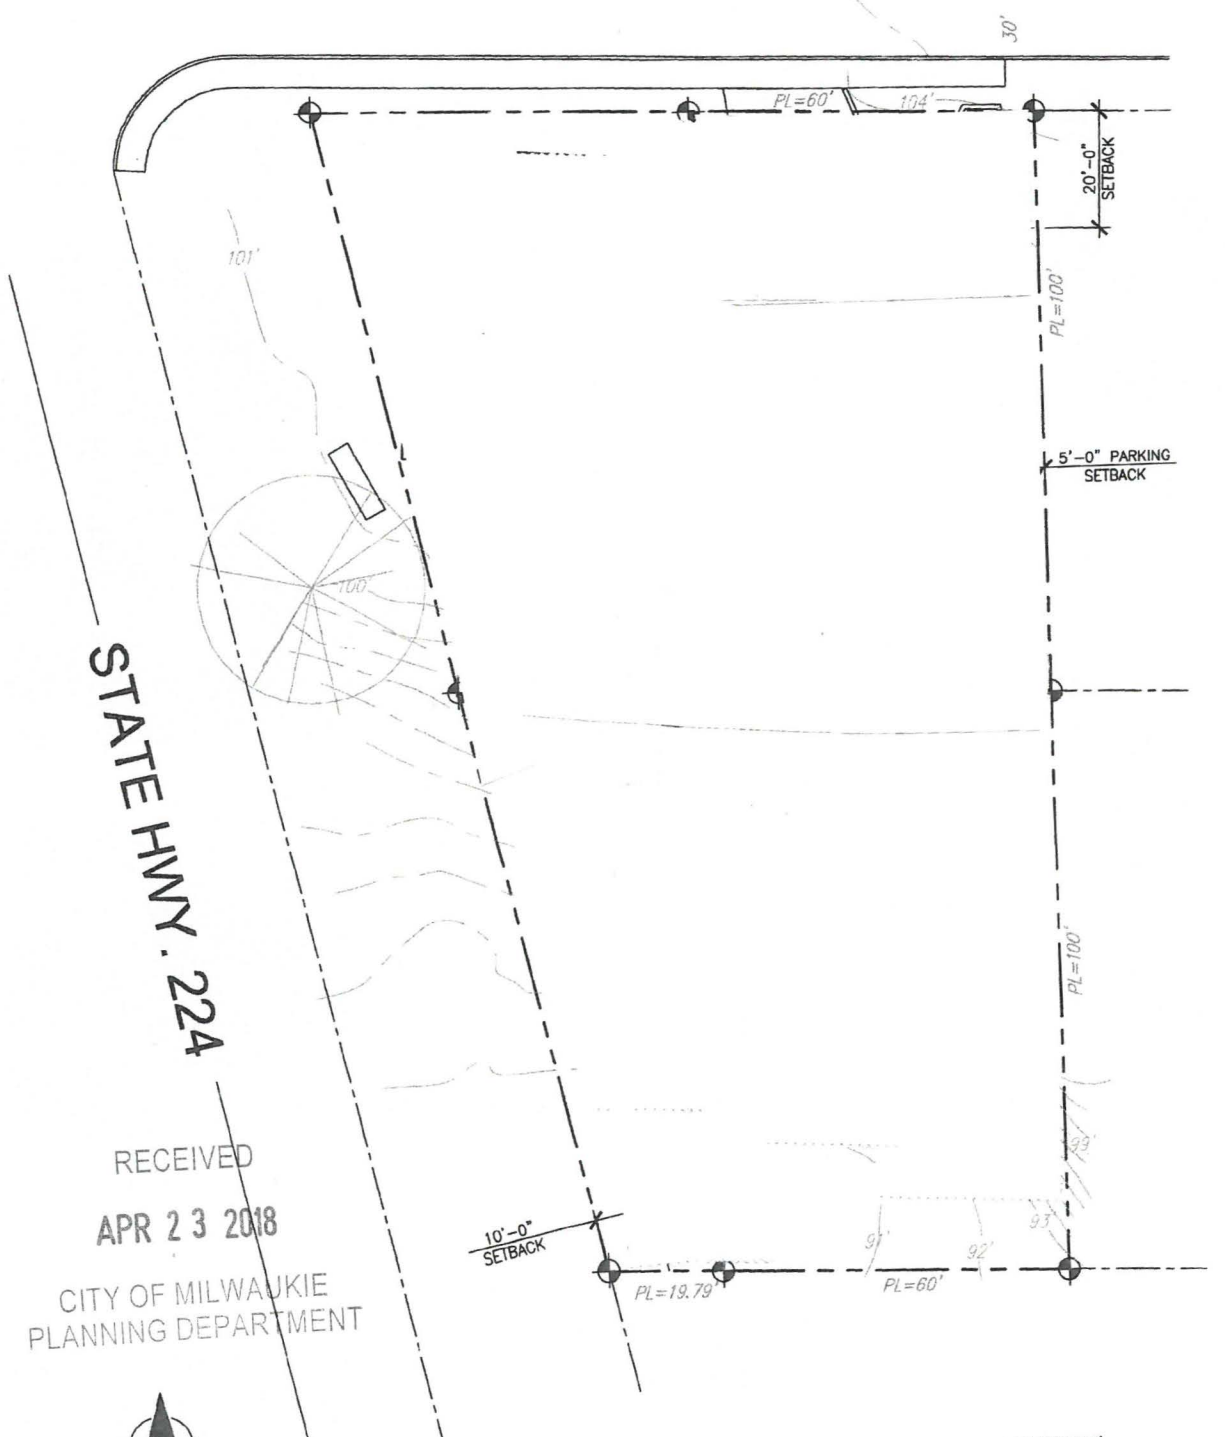 30'
PL=60'
104'
20'-0"
SETBACK
101'
PL=100'
5'-0" PARKING
SETBACK
100'
STATE HWY. 224
PL=100'
99'
RECEIVED
APR 23 2018
CITY OF MILWAUKIE
PLANNING DEPARTMENT
10'-0"
SETBACK
91'
92'
93'
PL=19.79'
PL=60'